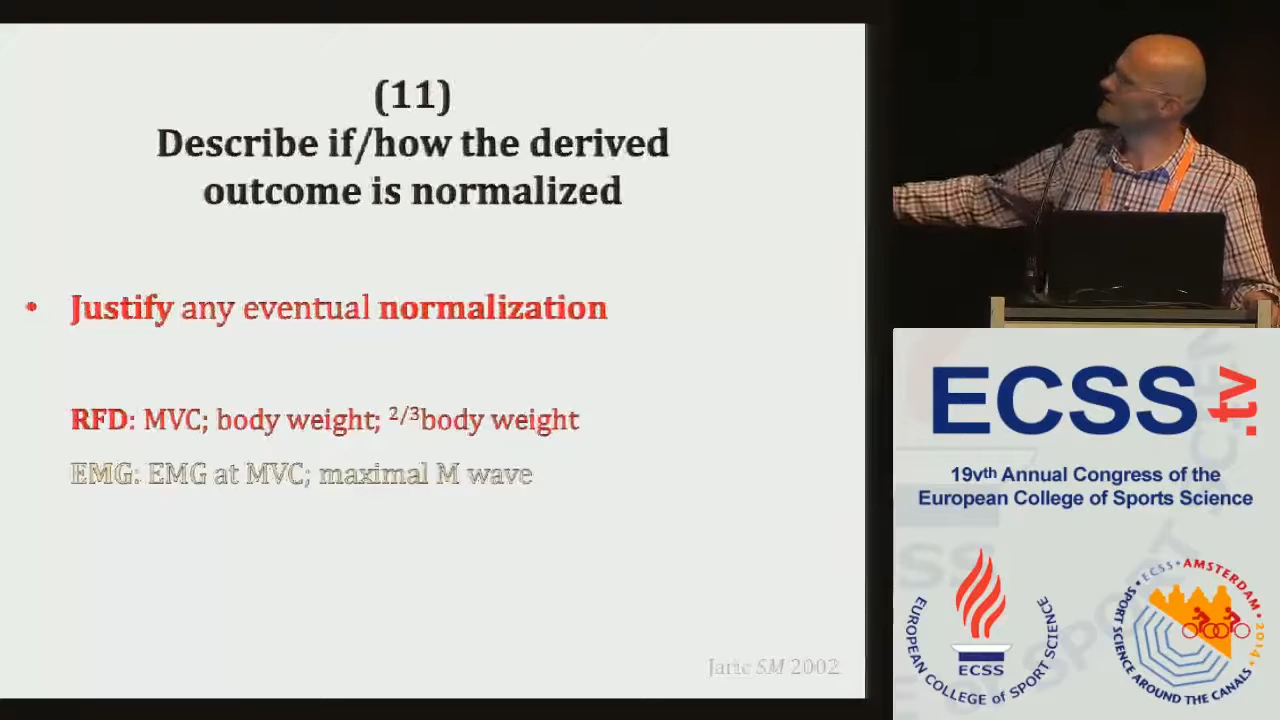 (11)
Describe if/how the derived
outcome is normalized
• Justify any eventual normalization
RFD: MVC; body weight; 2/3body weight
EMG: EMG at MVC; maximal M wave
Jaric SM 2002
ECSS.tv
19vth Annual Congress of the
European College of Sports Science
EUROPEAN COLLEGE OF SPORT SCIENCE
ECSS
SPORT SCIENCE AROUND THE CANALS
•ECSS•AMSTERDAM
2014